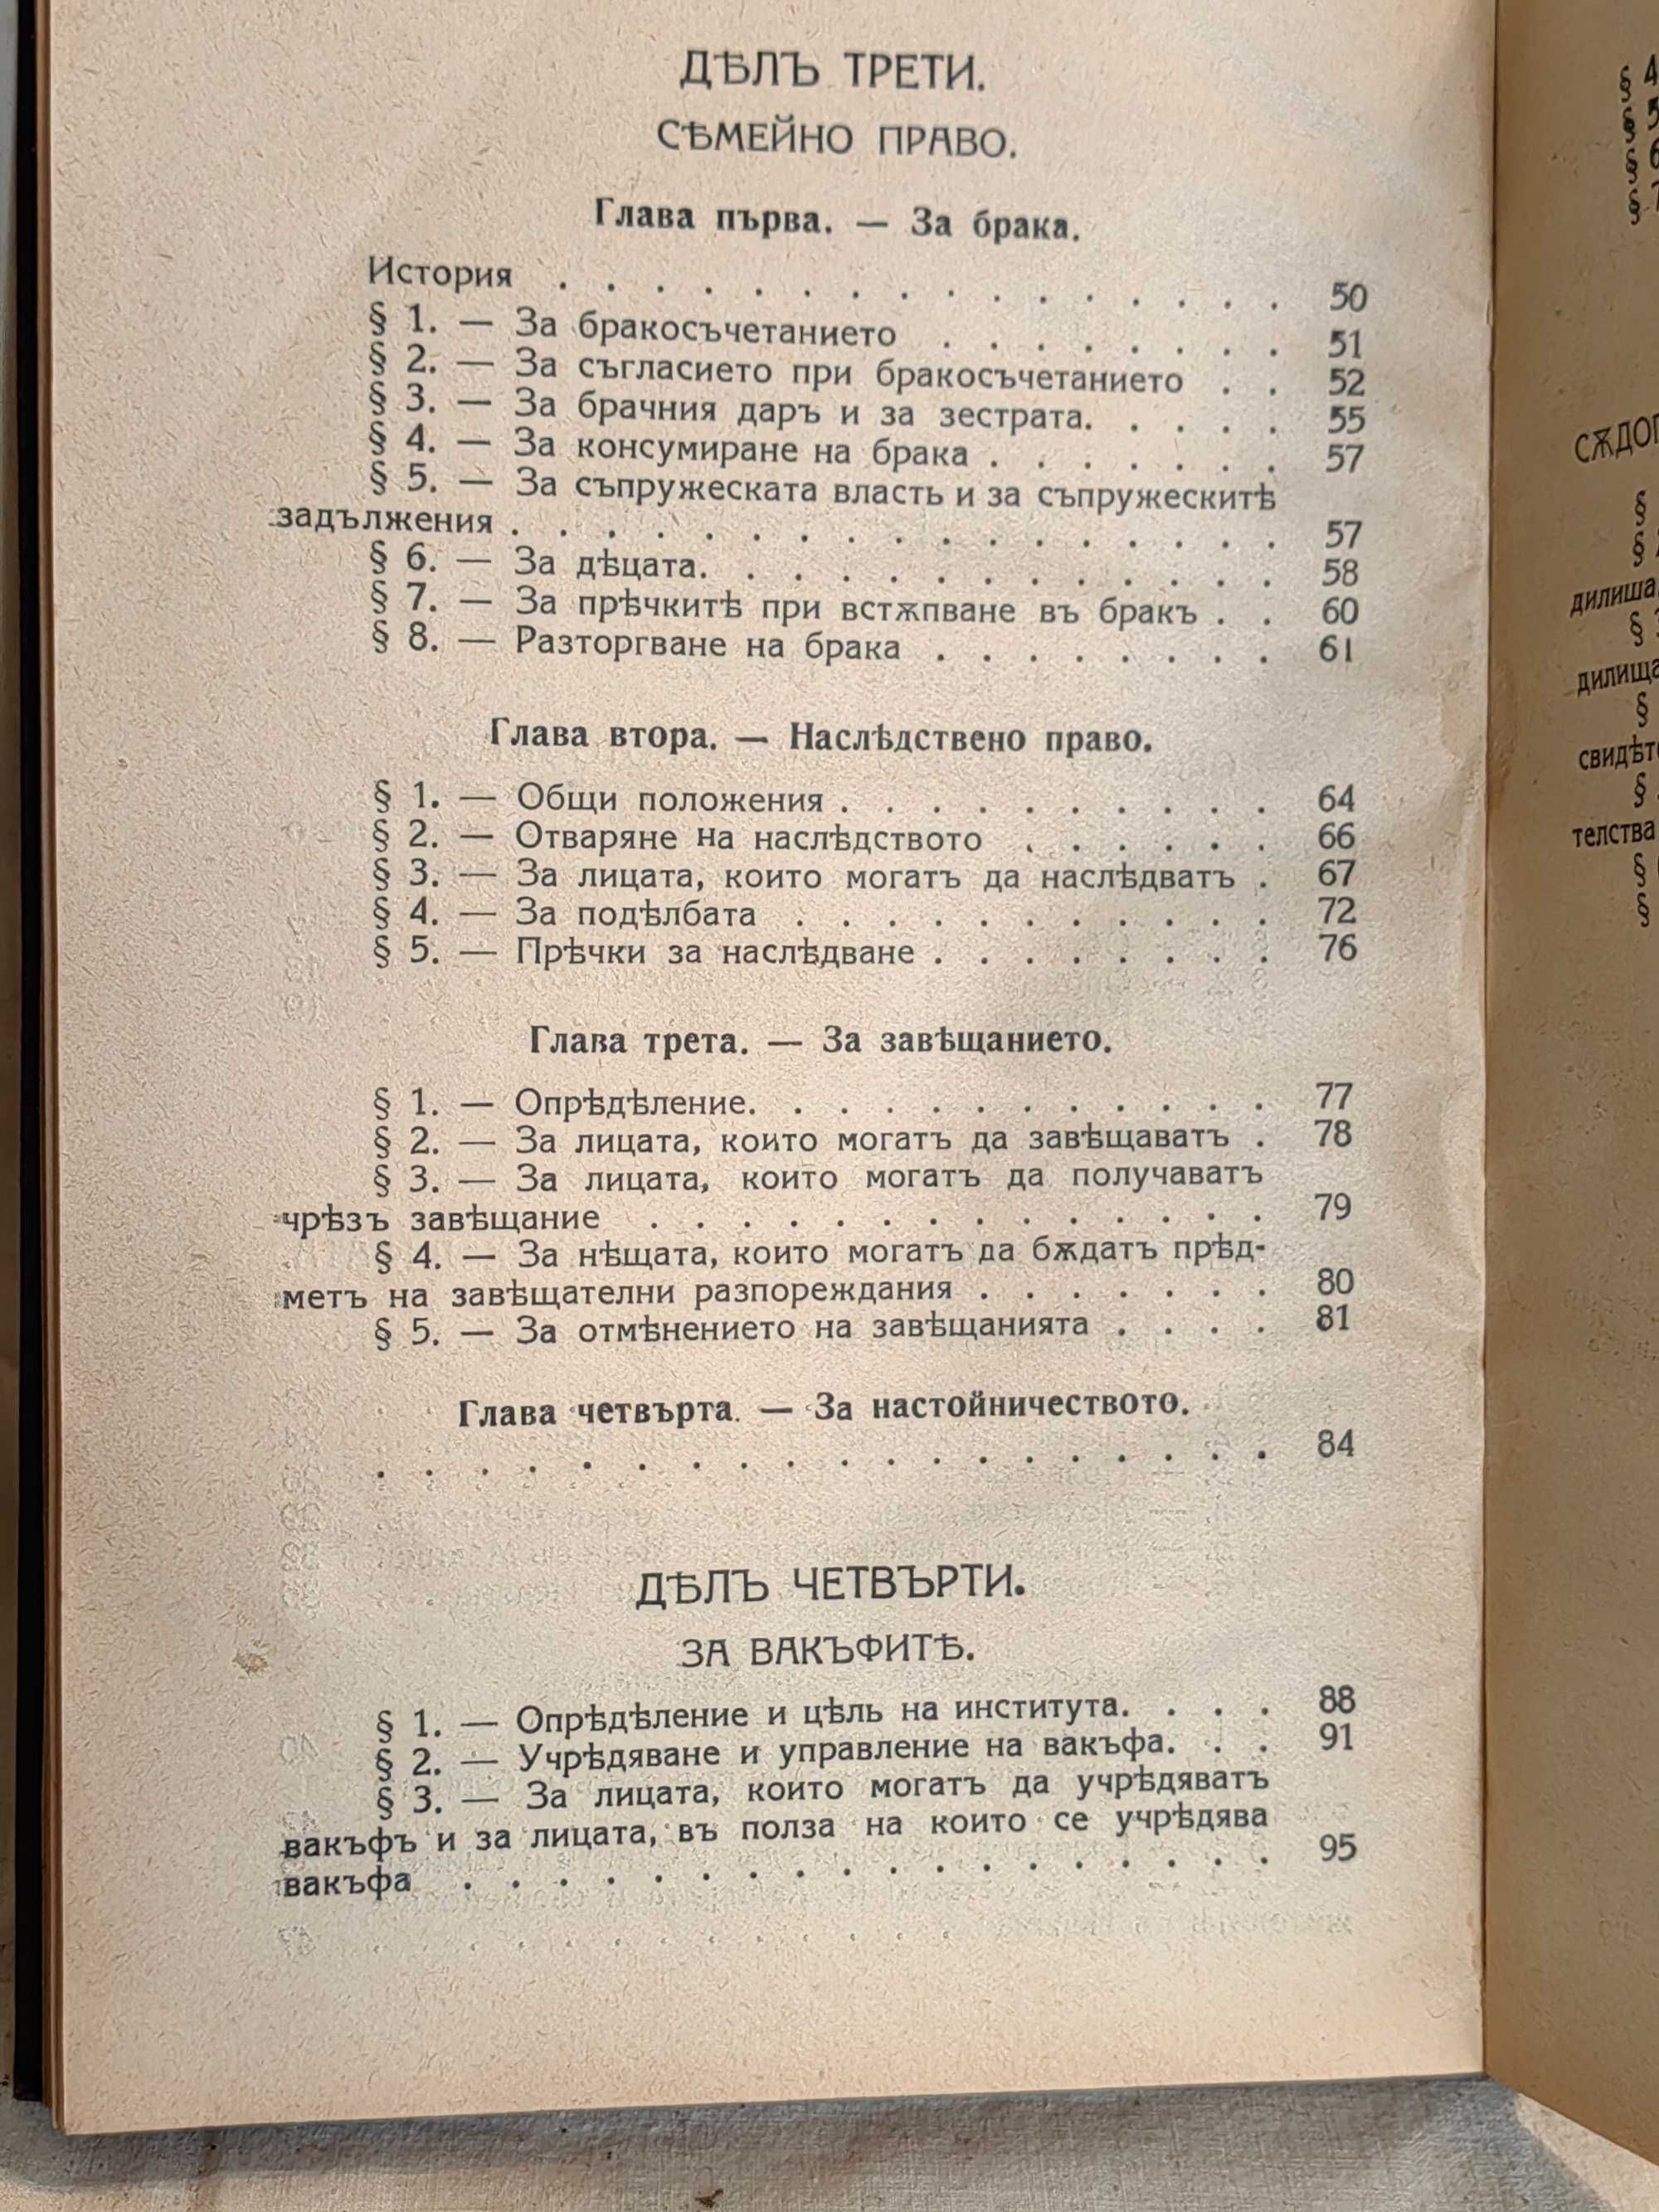 ДѢЛЪ ТРЕТИ.
СѢМЕЙНО ПРАВО.
Глава първа. — За брака.
История . . . . . . . . . . . . . . . . 50
§ 1. — За бракосъчетанието . . . . . . . . 51
§ 2. — За съгласието при бракосъчетанието . . 52
§ 3. — За брачния даръ и за зестрата. . . . . 55
§ 4. — За консумиране на брака . . . . . . . 57
§ 5. — За съпружеската власть и за съпружескитѣ
задължения . . . . . . . . . . . . . . . . 57
§ 6. — За дѣцата. . . . . . . . . . . . . 58
§ 7. — За прѣчкитѣ при встѫпване въ бракъ . . 60
§ 8. — Разторгване на брака . . . . . . . . 61
Глава втора. — Наслѣдствено право.
§ 1. — Общи положения . . . . . . . . . . 64
§ 2. — Отваряне на наслѣдството . . . . . . 66
§ 3. — За лицата, които могатъ да наслѣдватъ . 67
§ 4. — За подѣлбата . . . . . . . . . . . 72
§ 5. — Прѣчки за наслѣдване . . . . . . . . 76
Глава трета. — За завѣщанието.
§ 1. — Опрѣдѣление. . . . . . . . . . . . 77
§ 2. — За лицата, които могатъ да завѣщаватъ . 78
§ 3. — За лицата, които могатъ да получаватъ
чрѣзъ завѣщание . . . . . . . . . . . . . . 79
§ 4. — За нѣщата, които могатъ да бѫдатъ прѣд-
метъ на завѣщателни разпореждания . . . . . . . 80
§ 5. — За отмѣнението на завѣщанията . . . . 81
Глава четвърта. — За настойничеството.
. . . . . . . . . . . . . . . . . . 84
ДѢЛЪ ЧЕТВЪРТИ.
ЗА ВАКЪФИТѢ.
§ 1. — Опрѣдѣление и цѣль на института. . . . 88
§ 2. — Учрѣдяване и управление на вакъфа. . . 91
§ 3. — За лицата, които могатъ да учрѣдяватъ
вакъфъ и за лицата, въ полза на които се учрѣдява
вакъфа . . . . . . . . . . . . . . . . . 95
§ 4
§ 5
§ 6
§
§
§
§
§
§
§
§
§